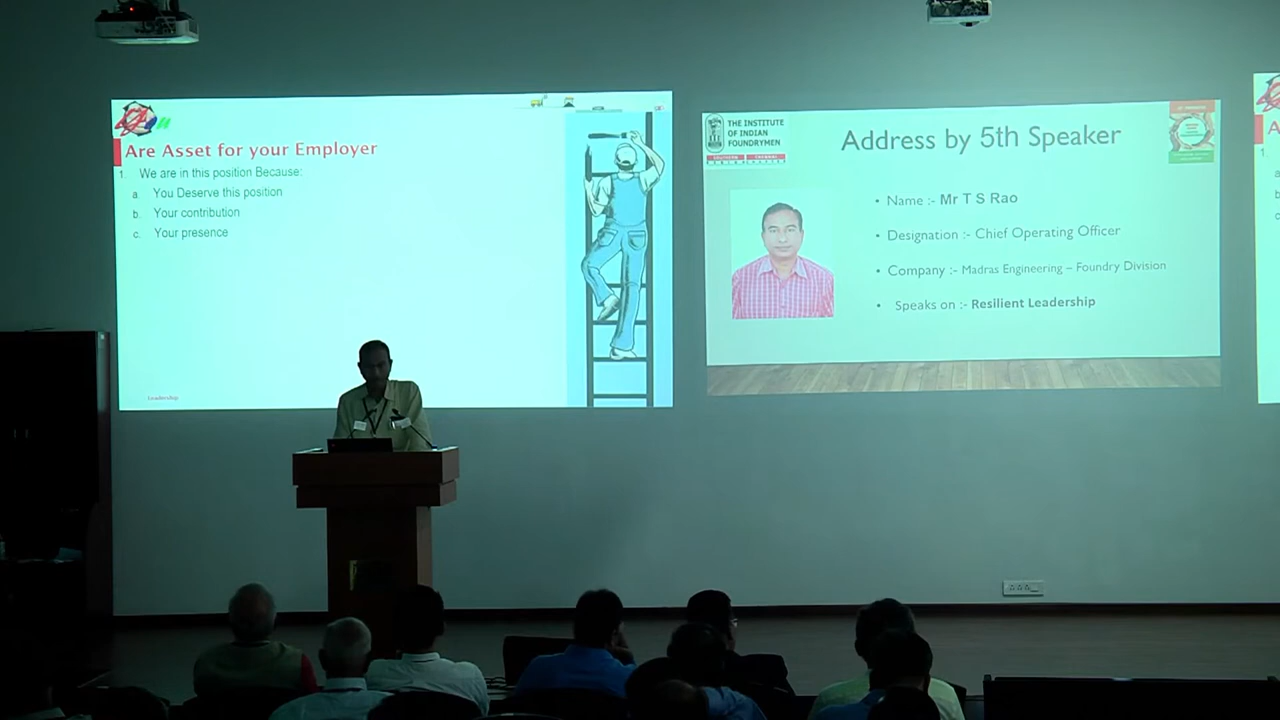 Are Asset for your Employer
1. We are in this position Because:
a. You Deserve this position
b. Your contribution
c. Your presence
Leadership
THE INSTITUTE
OF INDIAN
FOUNDRYMEN
Address by 5th Speaker
• Name :- Mr T S Rao
• Designation :- Chief Operating Officer
• Company :- Madras Engineering – Foundry Division
• Speaks on :- Resilient Leadership